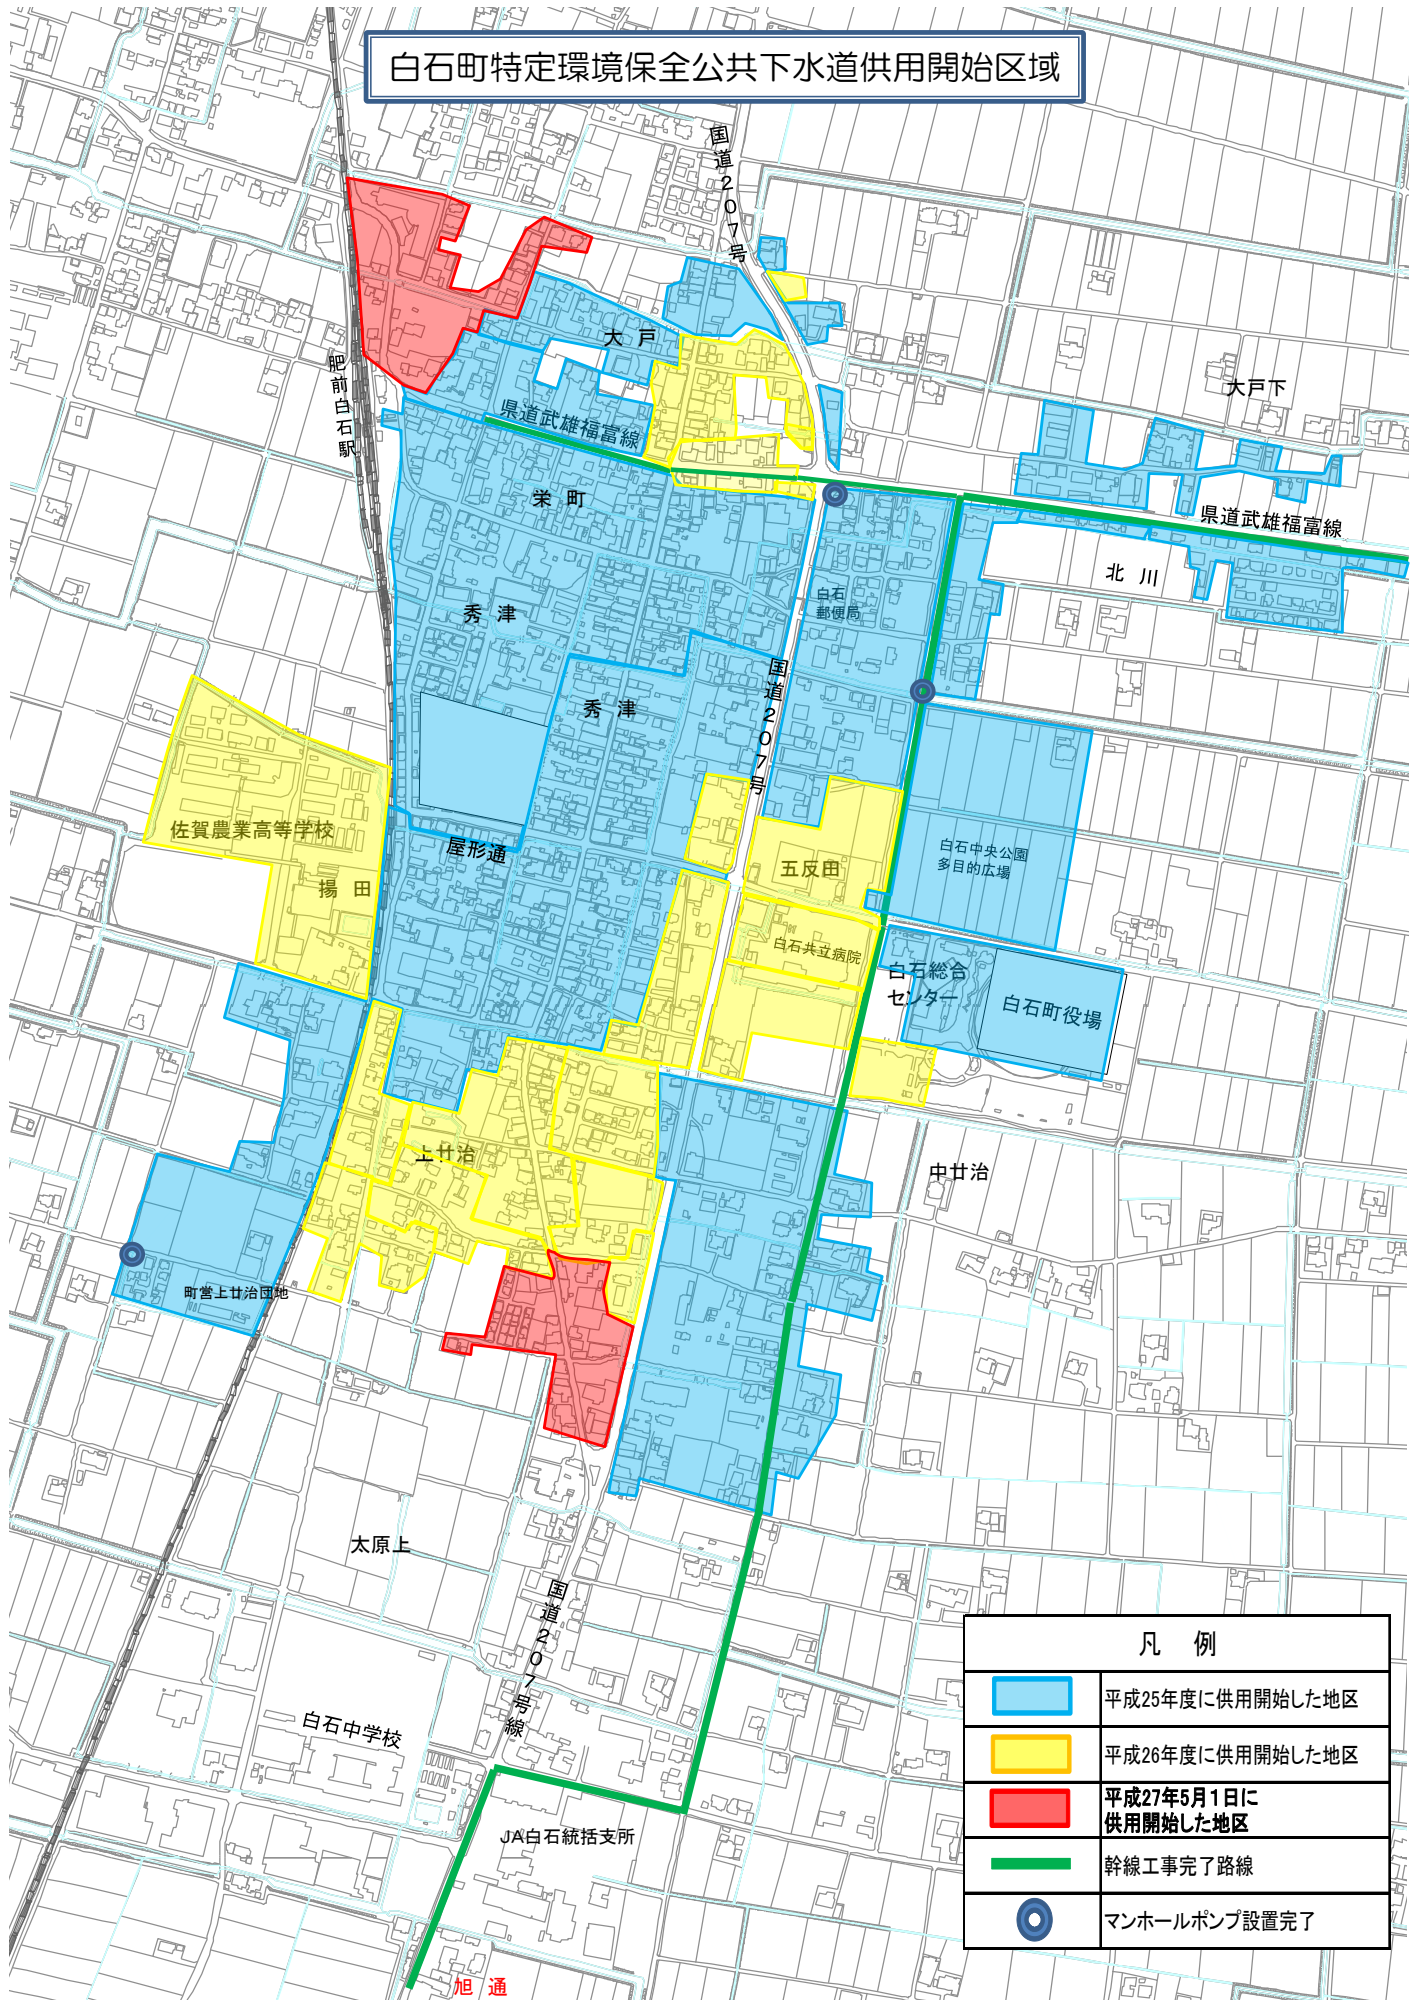 白石町特定環境保全公共下水道供用開始区域
国道207号
大戸
肥前白石駅
大戸下
県道武雄福富線
栄町
県道武雄福富線
北川
白石
郵便局
秀津
国道207号
秀津
佐賀農業高等学校
屋形通
白石中央公園
多目的広場
五反田
揚田
白石共立病院
白石総合
センター
白石町役場
上廿治
中廿治
町営上廿治団地
太原上
国道207号線
白石中学校
JA白石統括支所
旭通
凡例
平成25年度に供用開始した地区
平成26年度に供用開始した地区
平成27年5月1日に
供用開始した地区
幹線工事完了路線
マンホールポンプ設置完了